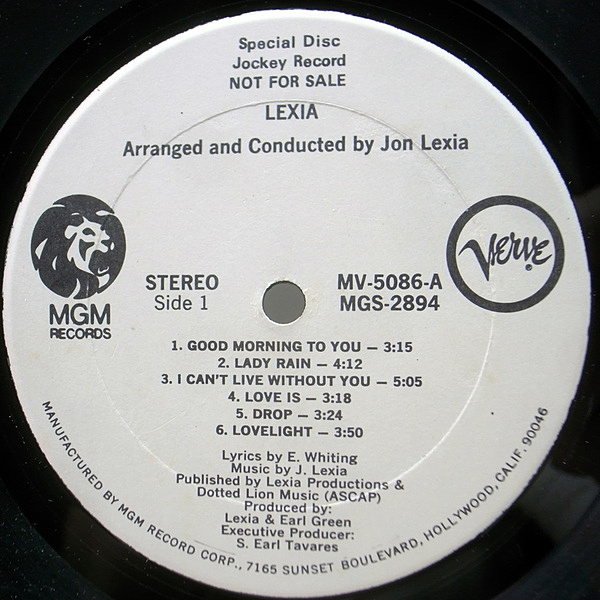 Special Disc
Jockey Record
NOT FOR SALE
LEXIA
Arranged and Conducted by Jon Lexia
MGM
RECORDS
Verve
STEREO
Side 1
MV-5086-A
MGS-2894
1. GOOD MORNING TO YOU — 3:15
2. LADY RAIN — 4:12
3. I CAN'T LIVE WITHOUT YOU — 5:05
4. LOVE IS — 3:18
5. DROP — 3:24
6. LOVELIGHT — 3:50
Lyrics by E. Whiting
Music by J. Lexia
Published by Lexia Productions &
Dotted Lion Music (ASCAP)
Produced by:
Lexia & Earl Green
Executive Producer:
S. Earl Tavares
MANUFACTURED BY MGM RECORD CORP., 7165 SUNSET BOULEVARD, HOLLYWOOD, CALIF. 90046